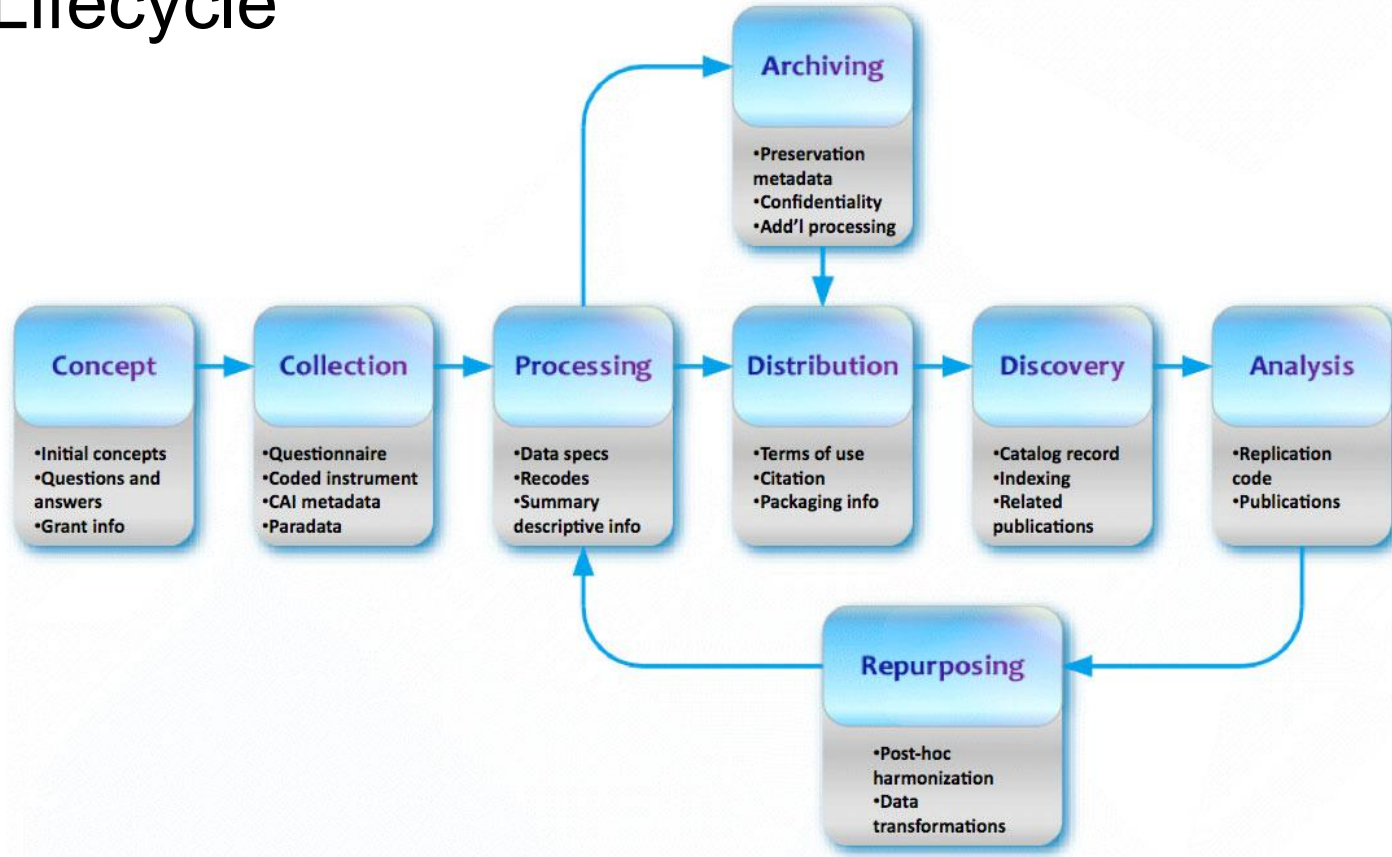 Lifecycle
Archiving
•Preservation
metadata
•Confidentiality
•Add'l processing
Concept
•Initial concepts
•Questions and
answers
•Grant info
Collection
•Questionnaire
•Coded instrument
•CAI metadata
•Paradata
Processing
•Data specs
•Recodes
•Summary
descriptive info
Distribution
•Terms of use
•Citation
•Packaging info
Discovery
•Catalog record
•Indexing
•Related
publications
Analysis
•Replication
code
•Publications
Repurposing
•Post-hoc
harmonization
•Data
transformations